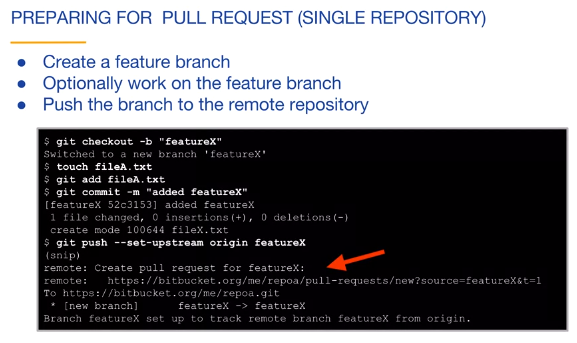 PREPARING FOR PULL REQUEST (SINGLE REPOSITORY)
● Create a feature branch
● Optionally work on the feature branch
● Push the branch to the remote repository
$ git checkout -b "featureX"
Switched to a new branch 'featureX'
$ touch fileA.txt
$ git add fileA.txt
$ git commit -m "added featureX"
[featureX 52c3153] added featureX
1 file changed, 0 insertions(+), 0 deletions(-)
create mode 100644 fileX.txt
$ git push --set-upstream origin featureX
(snip)
remote: Create pull request for featureX:
remote:   https://bitbucket.org/me/repoa/pull-requests/new?source=featureX&t=1
To https://bitbucket.org/me/repoa.git
* [new branch]      featureX -> featureX
Branch featureX set up to track remote branch featureX from origin.